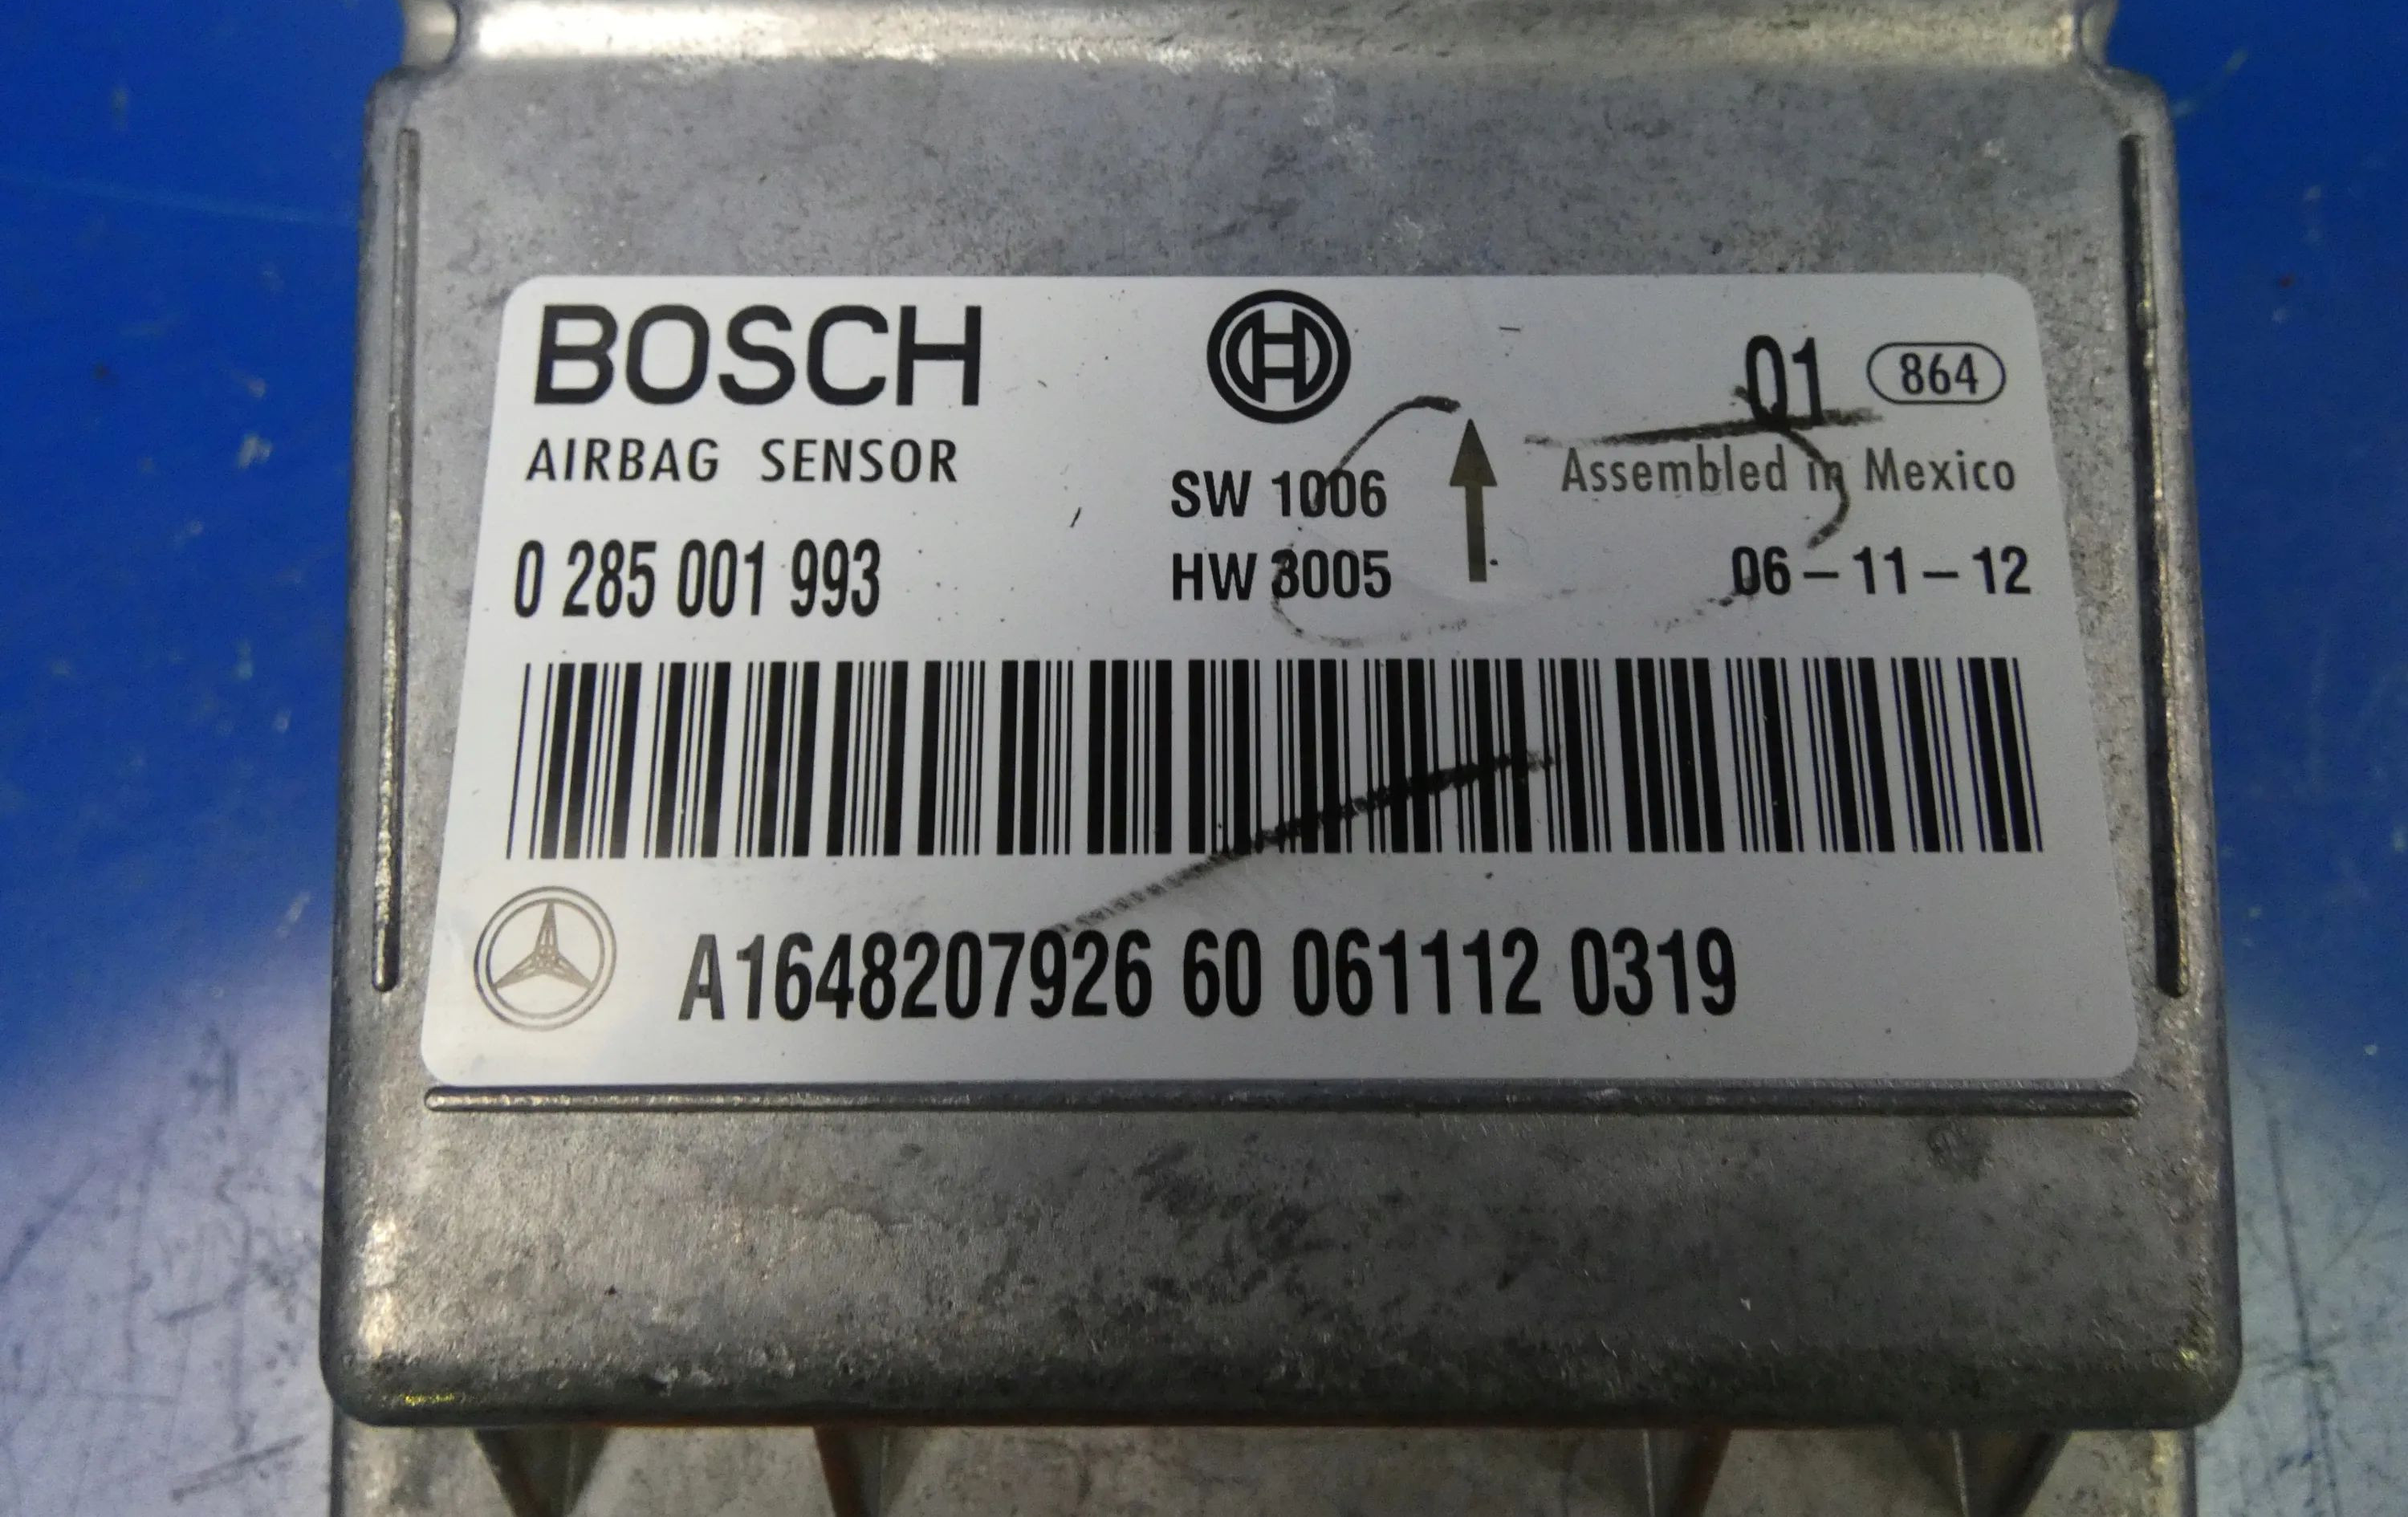 BOSCH
01 864
AIRBAG SENSOR
SW 1006
Assembled in Mexico
0 285 001 993
HW 3005
06-11-12
A1648207926 60 061112 0319